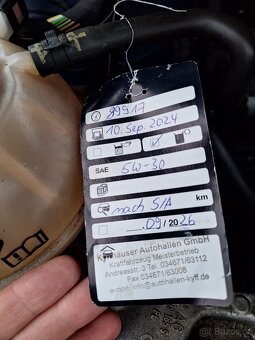 89917
10. Sep. 2024
SAE 5W-30
nach S/A km
09/2026
Kyffhäuser Autohallen GmbH
Kraftfahrzeug Meisterbetrieb
Andreasstr. 3 Tel. 034671/63112
Fax 034671/63008
e-mail: info@autohallen-kyff.de